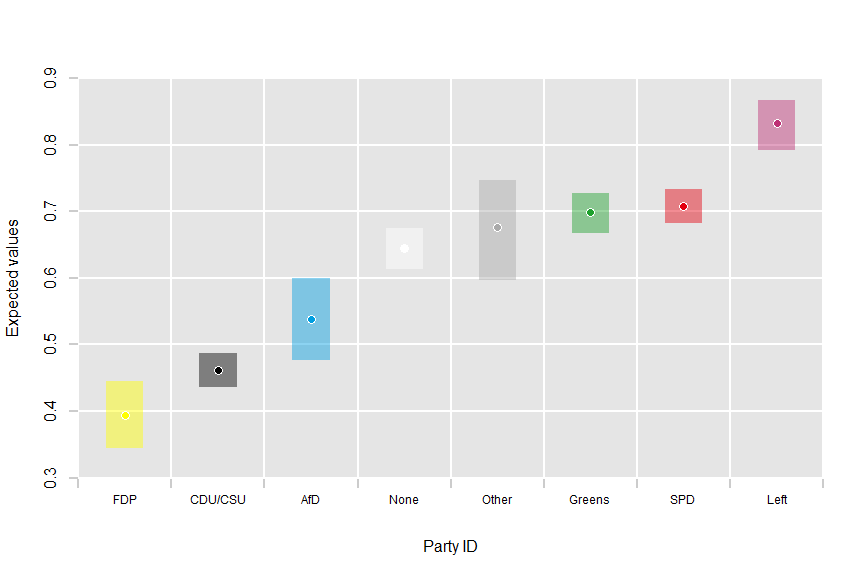 0.9
0.8
0.7
0.6
0.5
0.4
0.3
Expected values
FDP CDU/CSU AfD None Other Greens SPD Left
Party ID